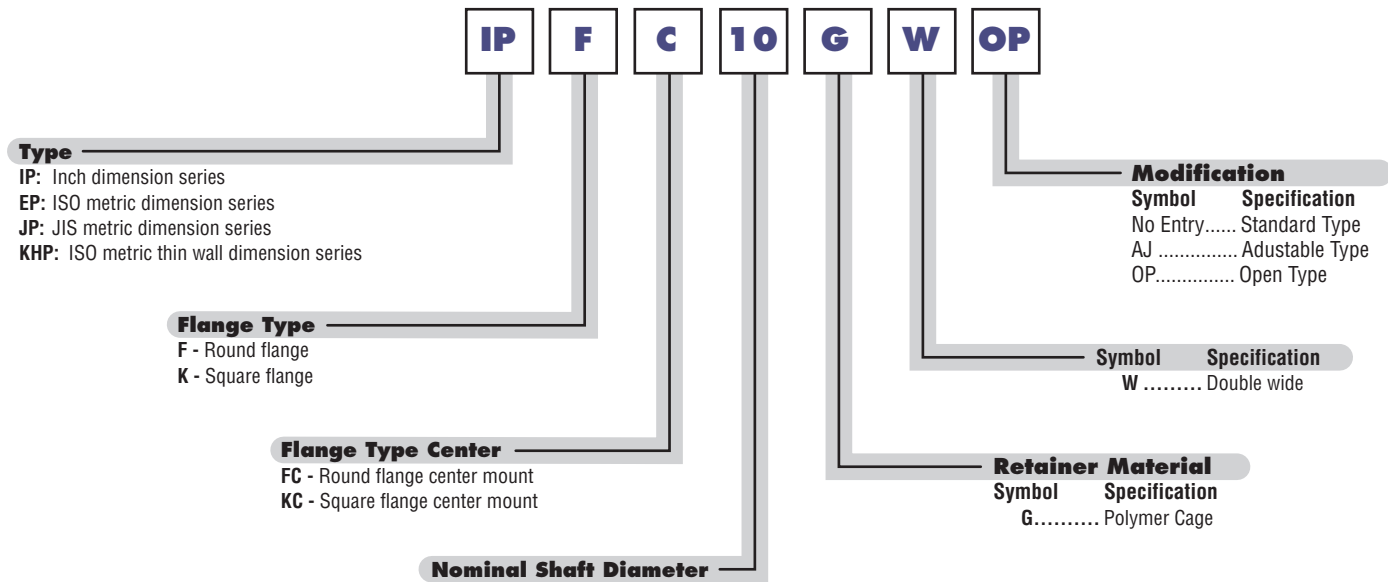 IP F C 10 G W OP
Type
IP: Inch dimension series
EP: ISO metric dimension series
JP: JIS metric dimension series
KHP: ISO metric thin wall dimension series
Flange Type
F - Round flange
K - Square flange
Flange Type Center
FC - Round flange center mount
KC - Square flange center mount
Nominal Shaft Diameter
Modification
Symbol Specification
No Entry...... Standard Type
AJ ............... Adustable Type
OP............... Open Type
Symbol Specification
W ......... Double wide
Retainer Material
Symbol Specification
G.......... Polymer Cage